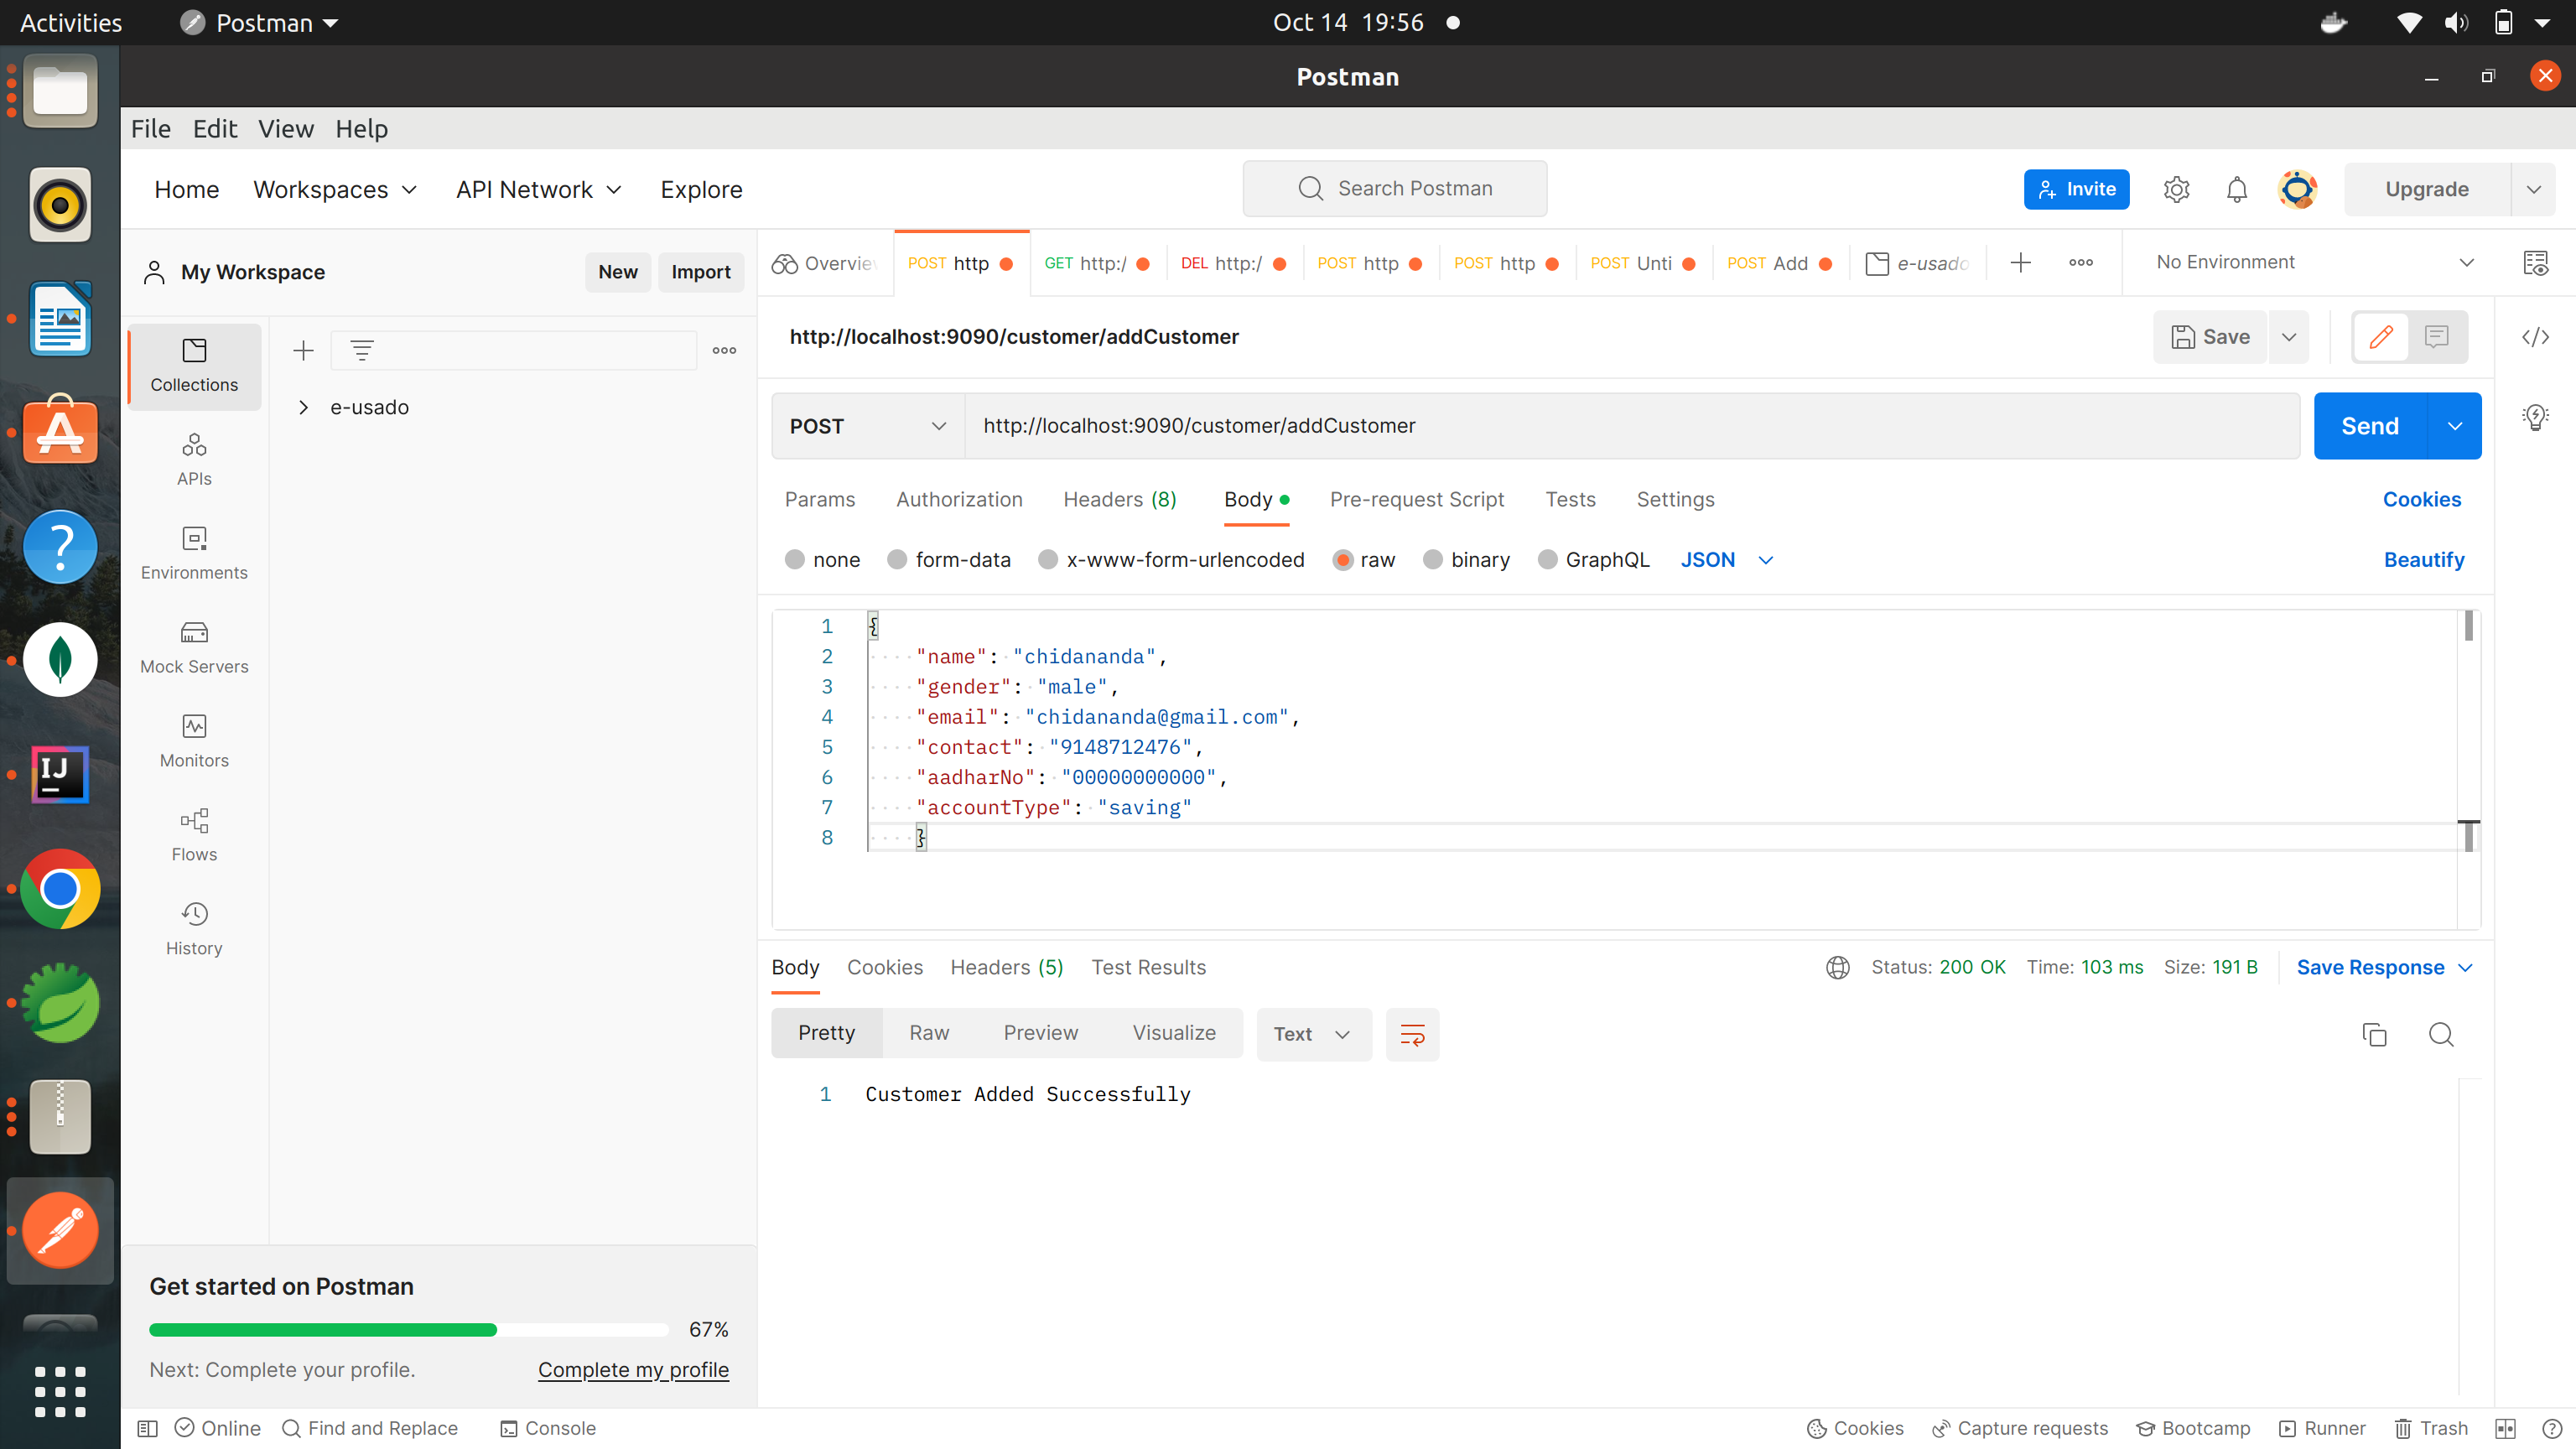 Activities Postman Oct 14 19:56
Postman
File Edit View Help
Home Workspaces API Network Explore Search Postman Invite Upgrade
My Workspace New Import
Overview POST http GET http:/ DEL http:/ POST http POST http POST Unti POST Add e-usado No Environment
http://localhost:9090/customer/addCustomer Save
Collections
e-usado
APIs
Environments
Mock Servers
Monitors
Flows
History
POST http://localhost:9090/customer/addCustomer Send
Params Authorization Headers (8) Body Pre-request Script Tests Settings Cookies
none form-data x-www-form-urlencoded raw binary GraphQL JSON Beautify
1 {
2 "name": "chidananda",
3 "gender": "male",
4 "email": "chidananda@gmail.com",
5 "contact": "9148712476",
6 "aadharNo": "00000000000",
7 "accountType": "saving"
8 }
Body Cookies Headers (5) Test Results Status: 200 OK Time: 103 ms Size: 191 B Save Response
Pretty Raw Preview Visualize Text
1 Customer Added Successfully
Get started on Postman
67%
Next: Complete your profile. Complete my profile
Online Find and Replace Console Cookies Capture requests Bootcamp Runner Trash